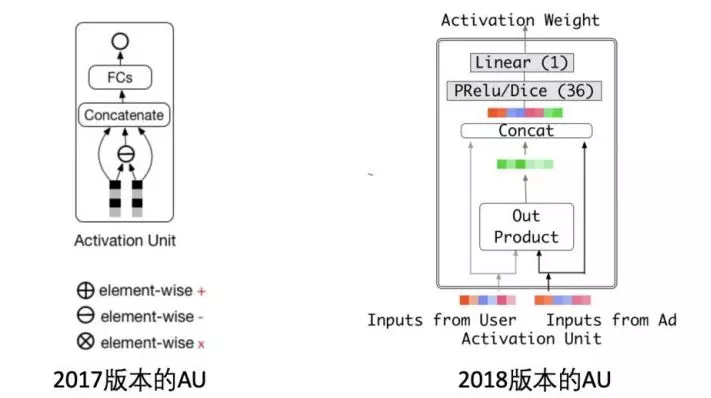 FCs
Concatenate
Activation Unit
element-wise +
element-wise -
element-wise x
2017版本的AU
Activation Weight
Linear (1)
PRelu/Dice (36)
Concat
~
Out
Product
Inputs from User
Inputs from Ad
Activation Unit
2018版本的AU